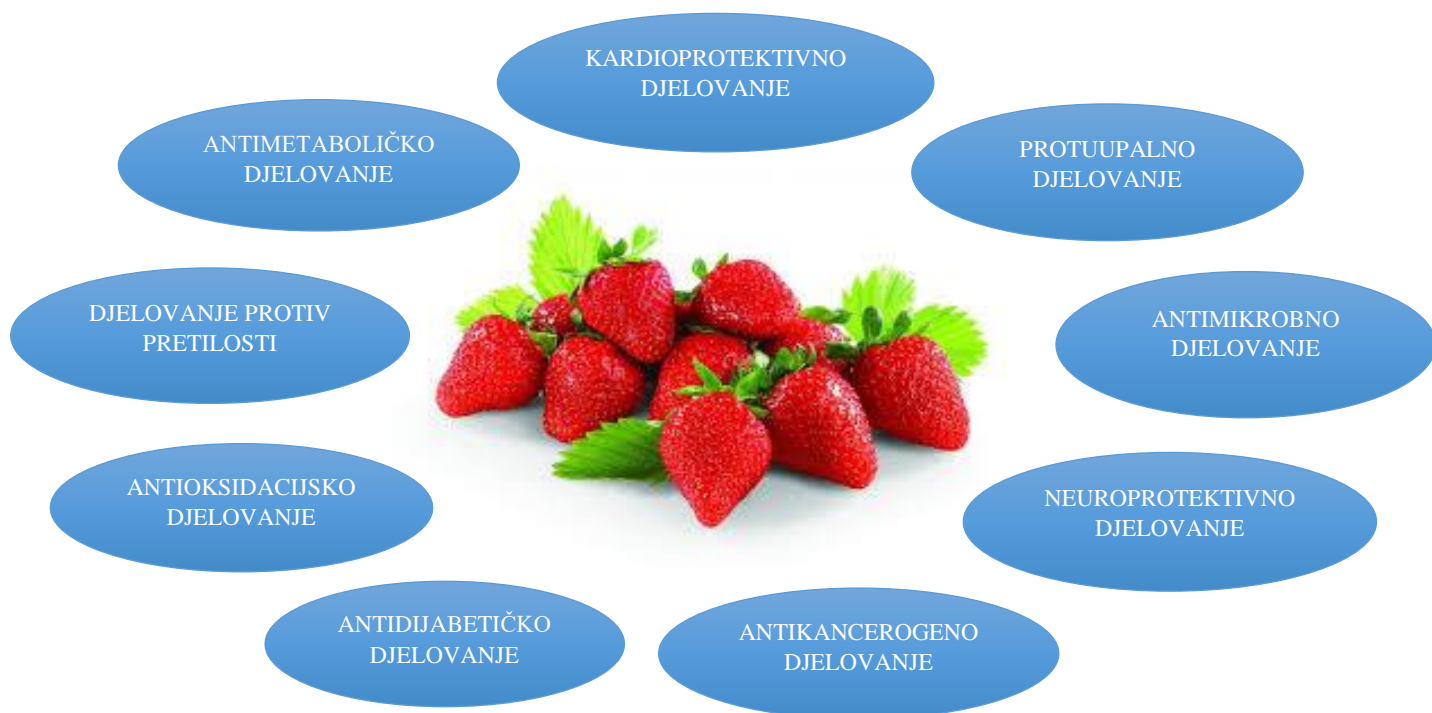 KARDIOPROTEKTIVNO
DJELOVANJE
ANTIMETABOLIČKO
DJELOVANJE
PROTUUPALNO
DJELOVANJE
DJELOVANJE PROTIV
PRETILOSTI
ANTIMIKROBNO
DJELOVANJE
ANTIOKSIDACIJSKO
DJELOVANJE
NEUROPROTEKTIVNO
DJELOVANJE
ANTIDIJABETIČKO
DJELOVANJE
ANTIKANCEROGENO
DJELOVANJE